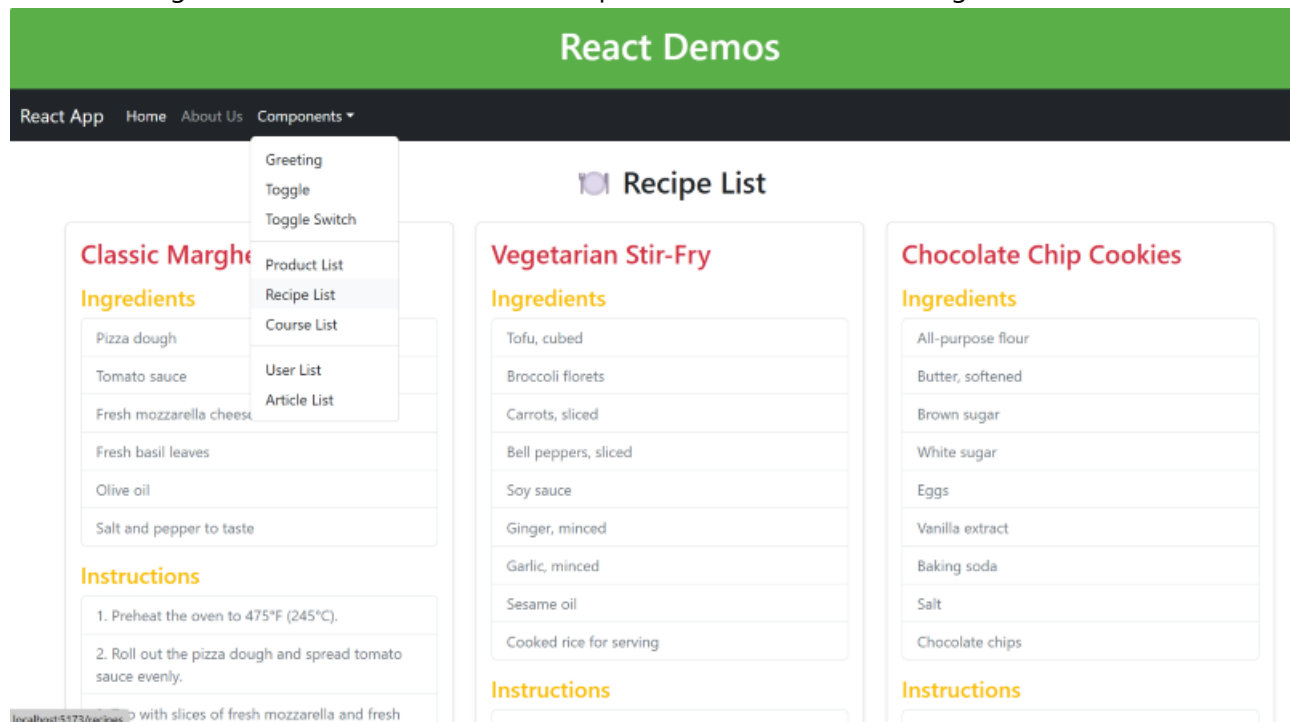 React Demos
React App Home About Us Components
Greeting
Toggle
Toggle Switch
Product List
Recipe List
Course List
User List
Article List
Recipe List
Classic Marghe
Ingredients
Pizza dough
Tomato sauce
Fresh mozzarella cheese
Fresh basil leaves
Olive oil
Salt and pepper to taste
Instructions
1. Preheat the oven to 475°F (245°C).
2. Roll out the pizza dough and spread tomato
sauce evenly.
with slices of fresh mozzarella and fresh
Vegetarian Stir-Fry
Ingredients
Tofu, cubed
Broccoli florets
Carrots, sliced
Bell peppers, sliced
Soy sauce
Ginger, minced
Garlic, minced
Sesame oil
Cooked rice for serving
Instructions
Chocolate Chip Cookies
Ingredients
All-purpose flour
Butter, softened
Brown sugar
White sugar
Eggs
Vanilla extract
Baking soda
Salt
Chocolate chips
Instructions
localhost:5173/recipes